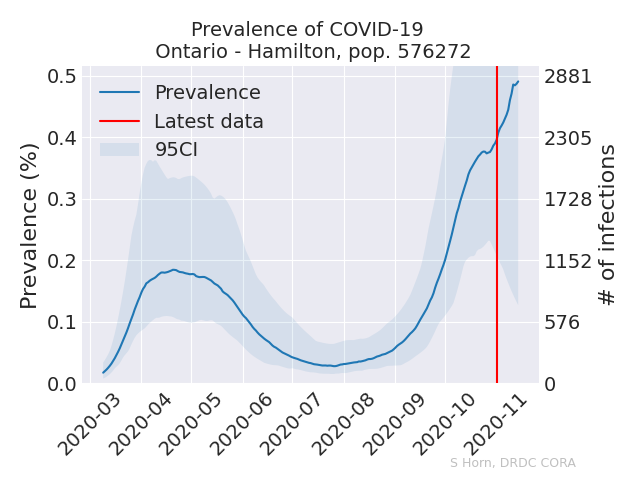 Prevalence of COVID-19
Ontario - Hamilton, pop. 576272
Prevalence
Latest data
95CI
Prevalence (%)
0.5
0.4
0.3
0.2
0.1
0.0
2881
2305
1728
1152
576
0
# of infections
2020-03
2020-04
2020-05
2020-06
2020-07
2020-08
2020-09
2020-10
2020-11
S Horn, DRDC CORA